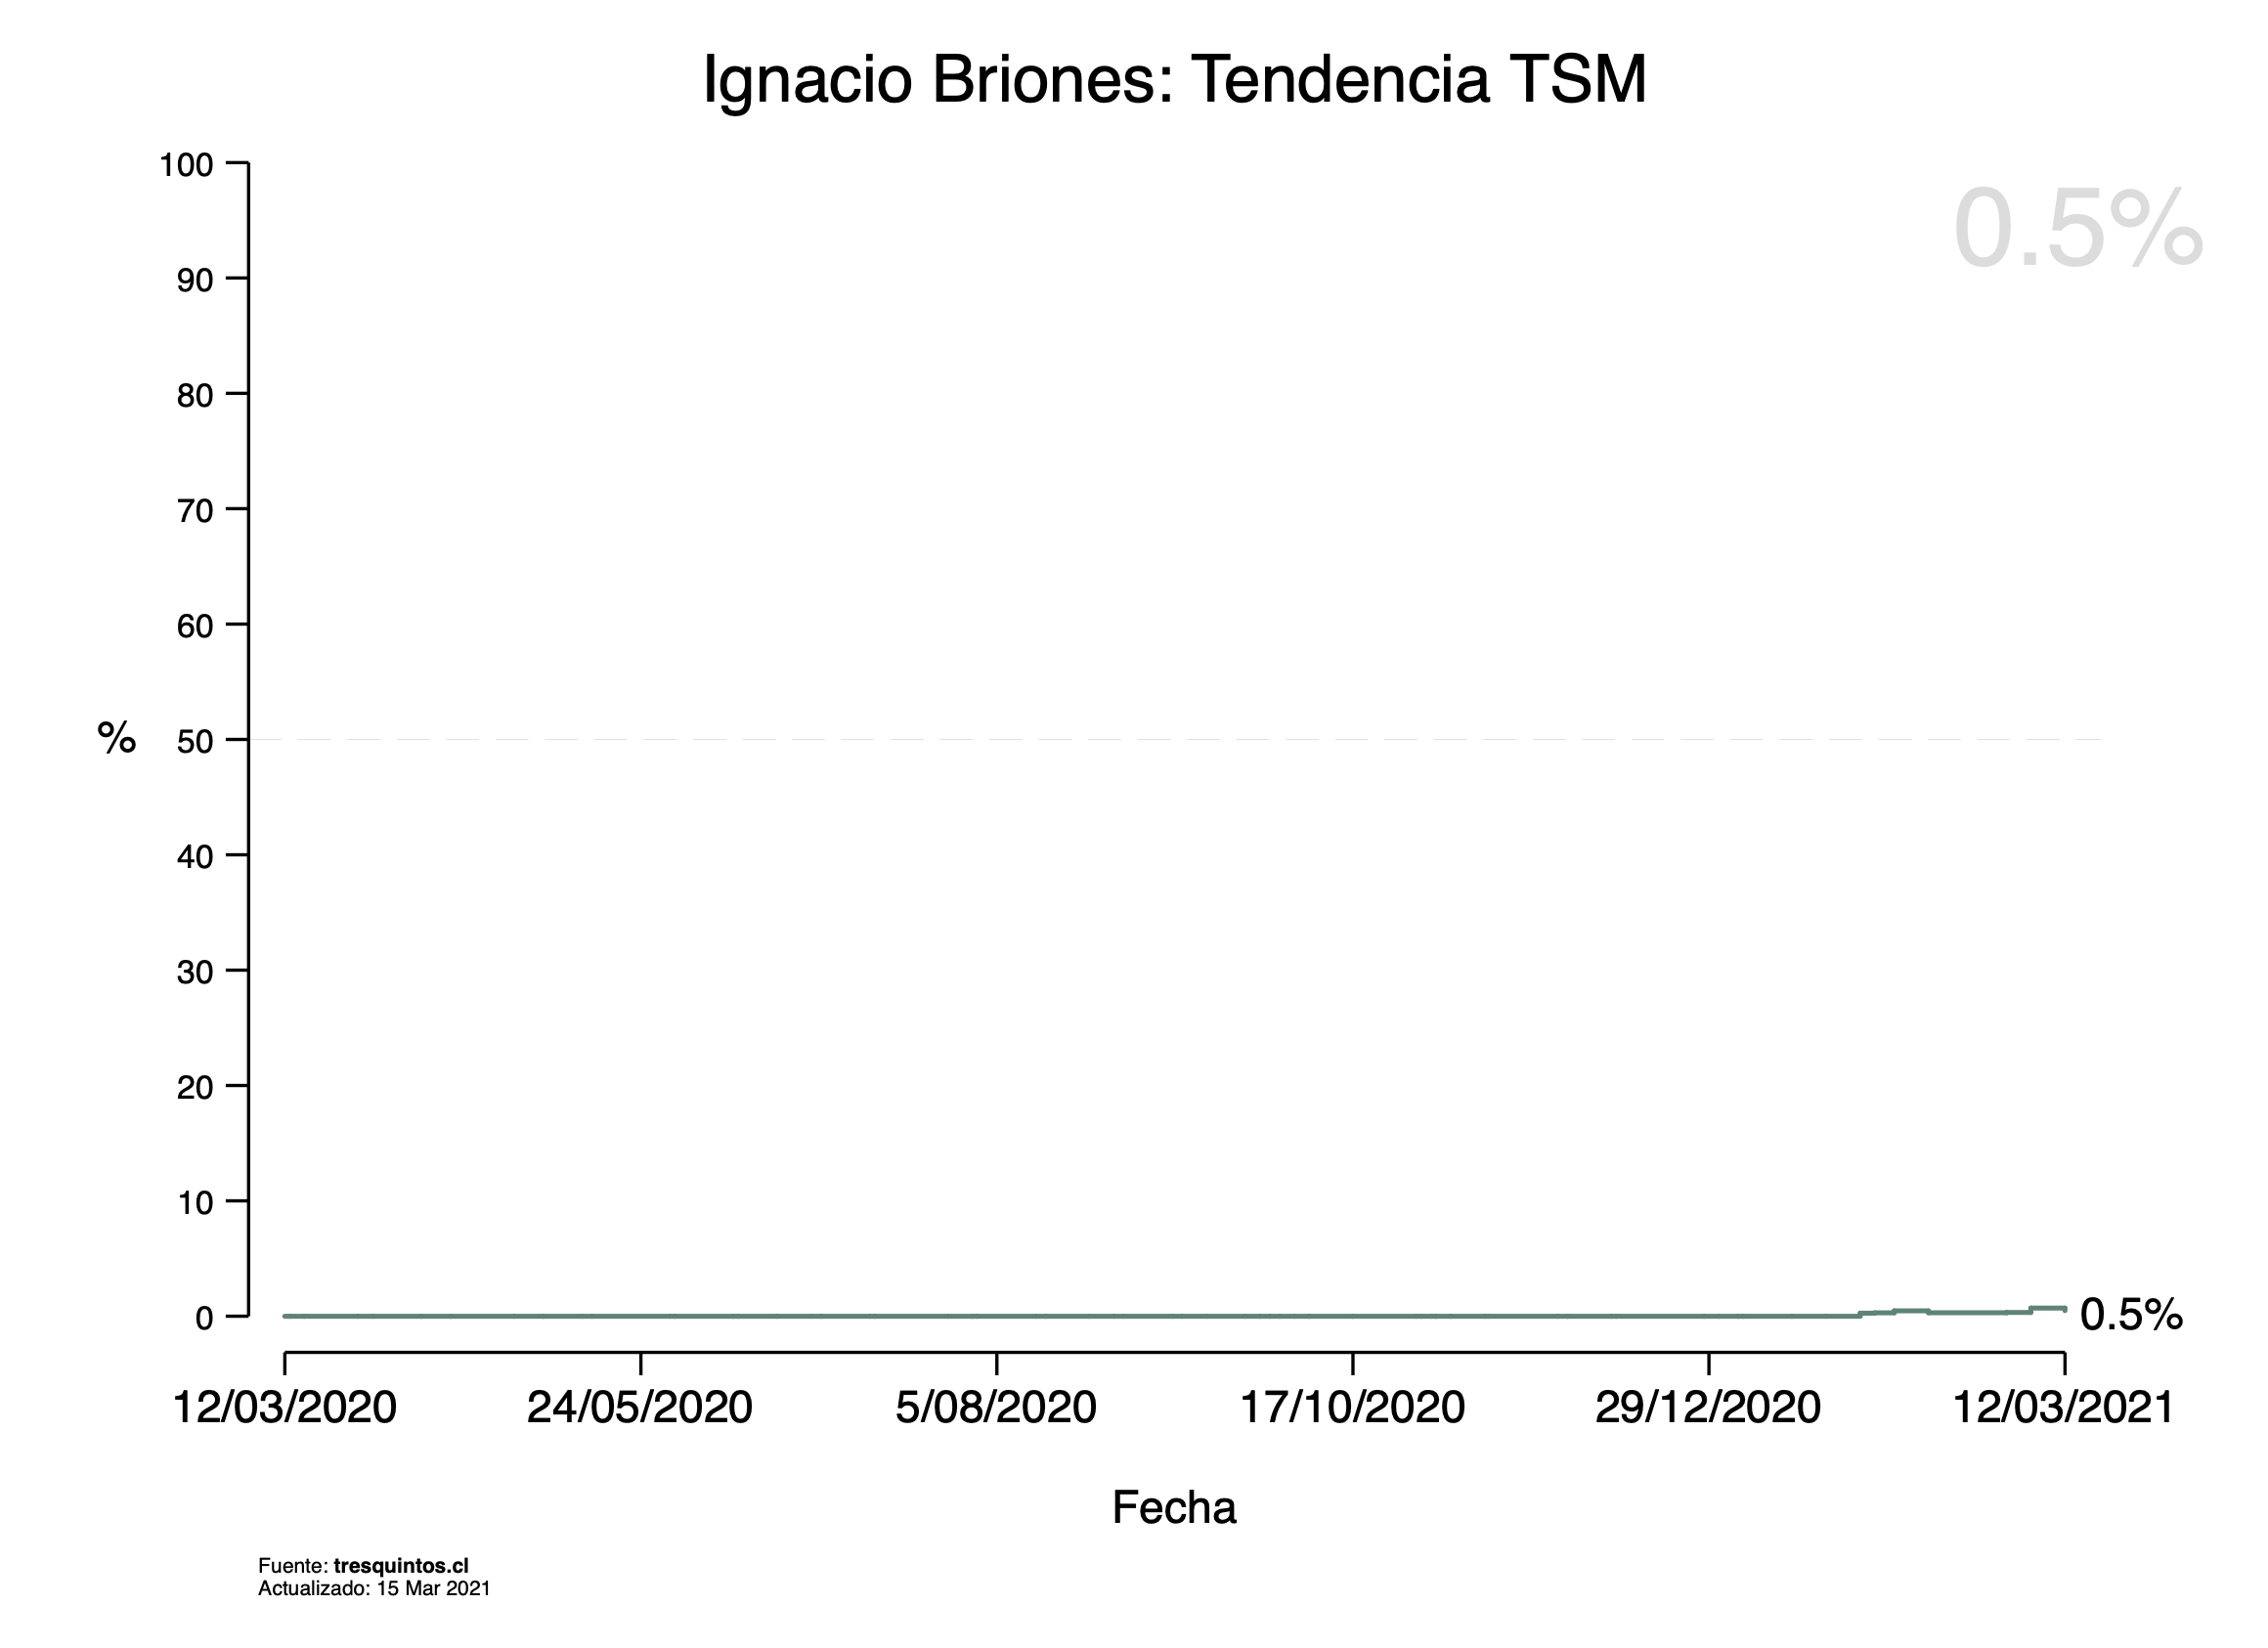 Ignacio Briones: Tendencia TSM
0.5%
100
90
80
70
60
50
40
30
20
10
0
%
0.5%
12/03/2020 24/05/2020 5/08/2020 17/10/2020 29/12/2020 12/03/2021
Fecha
Fuente: tresquintos.cl
Actualizado: 15 Mar 2021